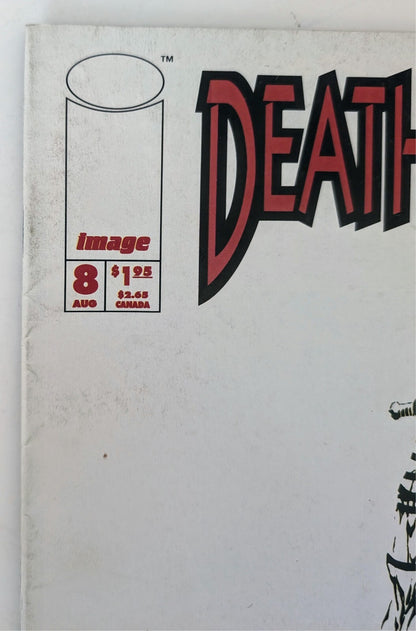 TM
DEATH
image
8 $1.95
AUG $2.65
CANADA